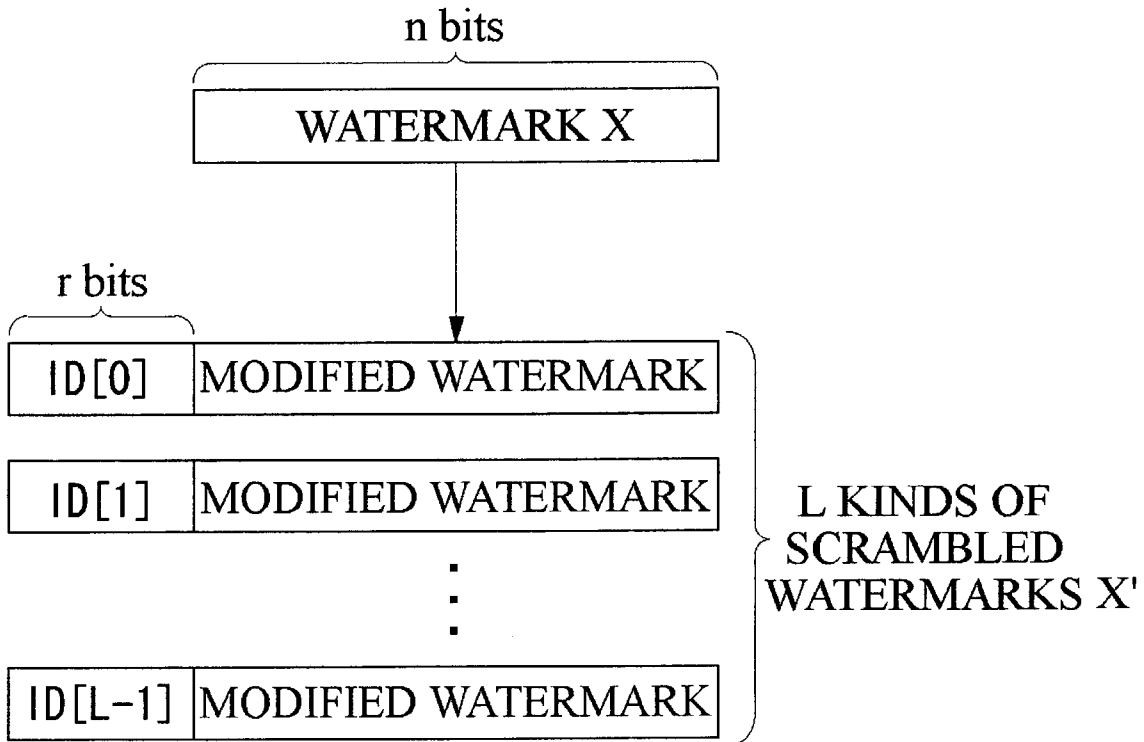 n bits
WATERMARK X
r bits
ID[0] MODIFIED WATERMARK
ID[1] MODIFIED WATERMARK
L KINDS OF
SCRAMBLED
WATERMARKS X'
ID[L-1] MODIFIED WATERMARK